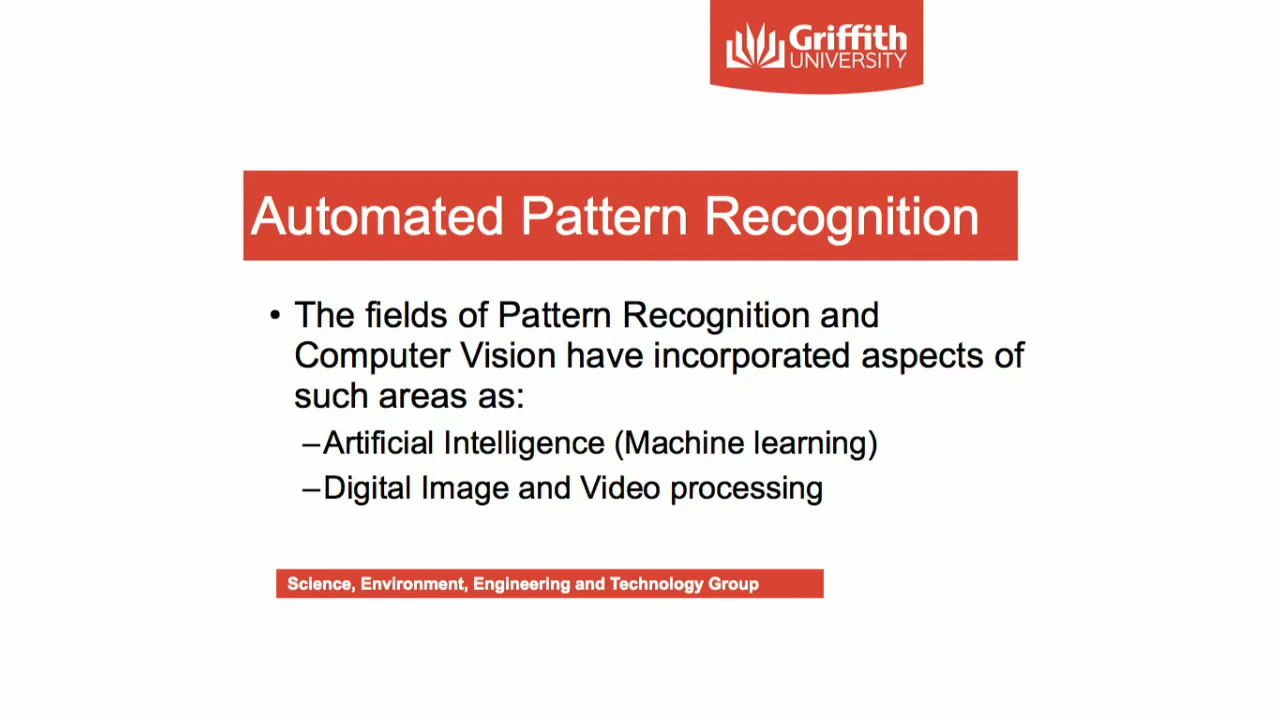 Griffith
UNIVERSITY
Automated Pattern Recognition
• The fields of Pattern Recognition and
Computer Vision have incorporated aspects of
such areas as:
–Artificial Intelligence (Machine learning)
–Digital Image and Video processing
Science, Environment, Engineering and Technology Group